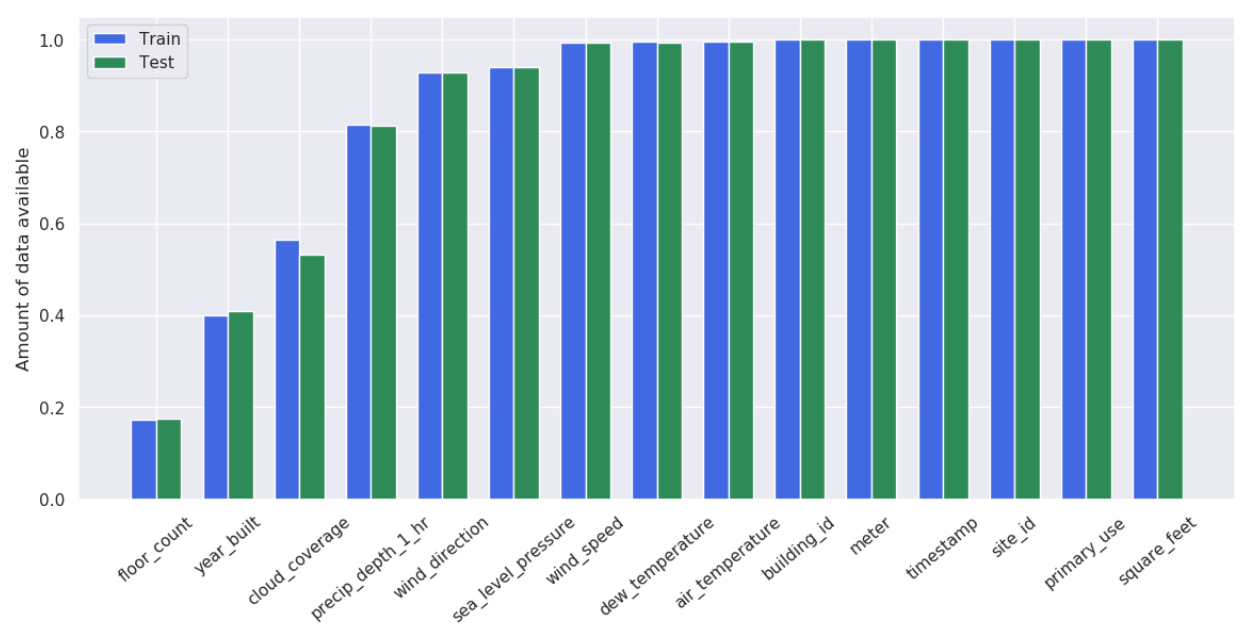 Train
Test
Amount of data available
1.0
0.8
0.6
0.4
0.2
0.0
floor_count
year_built
cloud_coverage
precip_depth_1_hr
wind_direction
sea_level_pressure
wind_speed
dew_temperature
air_temperature
building_id
meter
timestamp
site_id
primary_use
square_feet